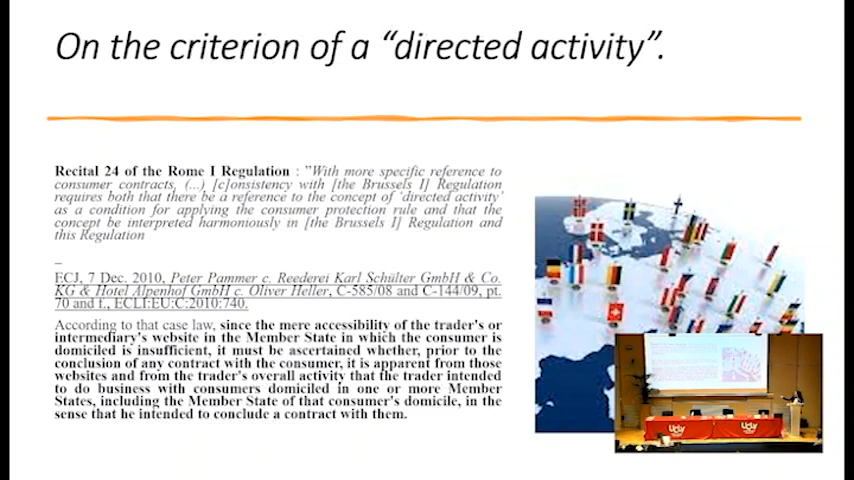 On the criterion of a “directed activity”.
Recital 24 of the Rome I Regulation : ”With more specific reference to
consumer contracts, (...) [c]onsistency with [the Brussels I] Regulation
requires both that there be a reference to the concept of ‘directed activity’
as a condition for applying the consumer protection rule and that the
concept be interpreted harmoniously in [the Brussels I] Regulation and
this Regulation
–
ECJ, 7 Dec. 2010, Peter Pammer c. Reederei Karl Schülter GmbH & Co.
KG & Hotel Alpenhof GmbH c. Oliver Heller, C-585/08 and C-144/09, pt.
70 and f., ECLI:EU:C:2010:740.
According to that case law, since the mere accessibility of the trader's or
intermediary's website in the Member State in which the consumer is
domiciled is insufficient, it must be ascertained whether, prior to the
conclusion of any contract with the consumer, it is apparent from those
websites and from the trader's overall activity that the trader intended
to do business with consumers domiciled in one or more Member
States, including the Member State of that consumer's domicile, in the
sense that he intended to conclude a contract with them.